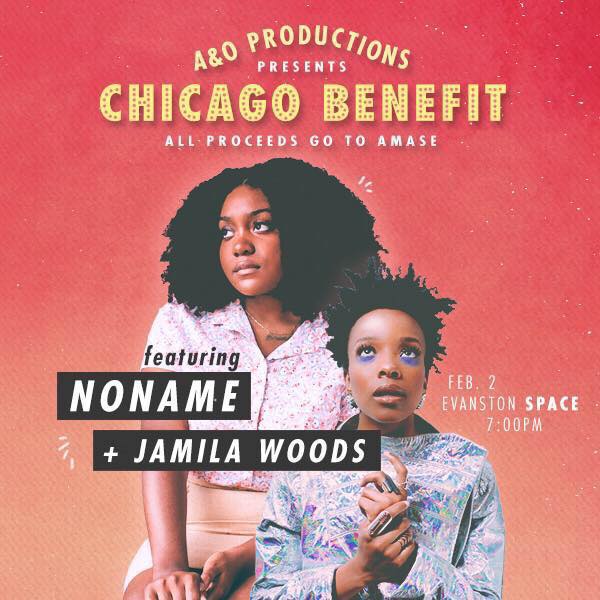 A&O PRODUCTIONS
PRESENTS
CHICAGO BENEFIT
ALL PROCEEDS GO TO AMASE
featuring
NONAME
+ JAMILA WOODS
FEB. 2
EVANSTON SPACE
7:00PM